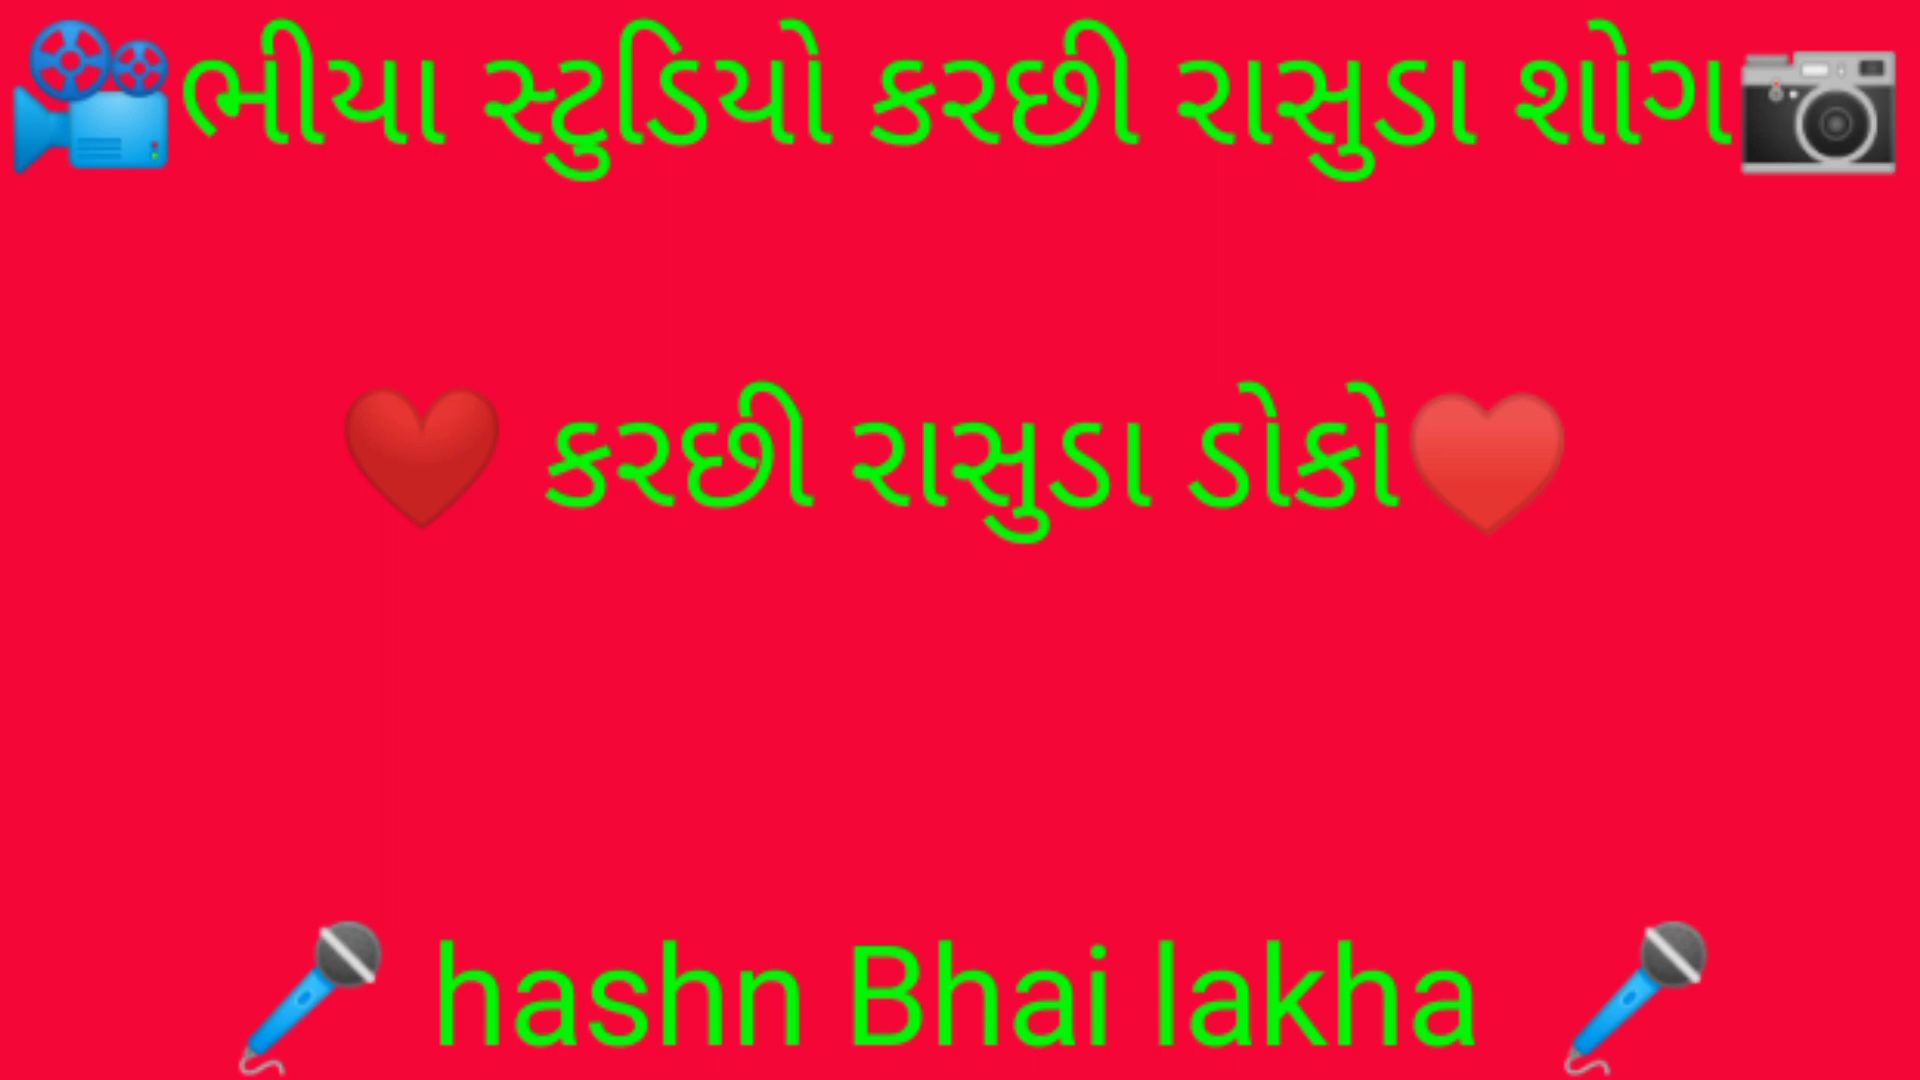 🎥ભીયા સ્ટુડિયો કરછી રાસુડા શોગ📷
❤️ કરછી રાસુડા ડોકો♥️
🎤 hashn Bhai lakha 🎤